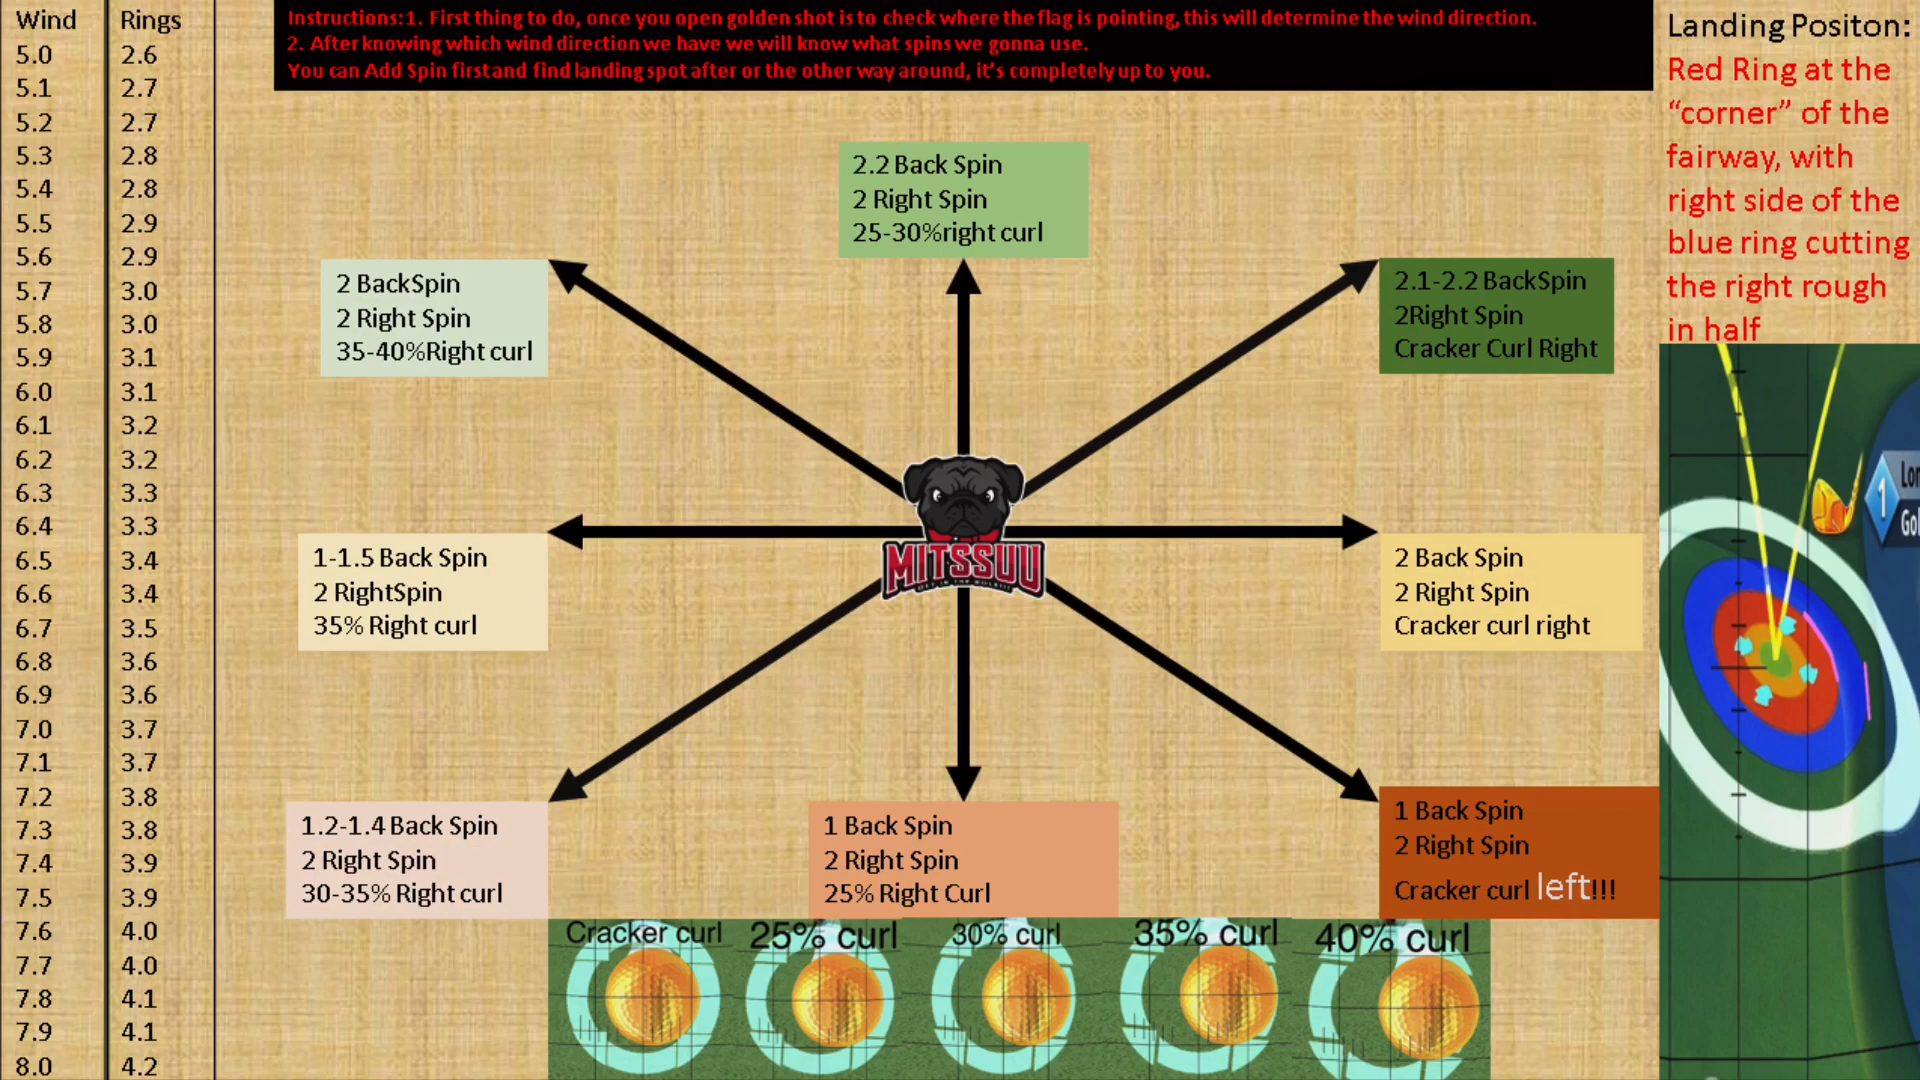 Wind Rings
5.0 2.6
5.1 2.7
5.2 2.7
5.3 2.8
5.4 2.8
5.5 2.9
5.6 2.9
5.7 3.0
5.8 3.0
5.9 3.1
6.0 3.1
6.1 3.2
6.2 3.2
6.3 3.3
6.4 3.3
6.5 3.4
6.6 3.4
6.7 3.5
6.8 3.6
6.9 3.6
7.0 3.7
7.1 3.7
7.2 3.8
7.3 3.8
7.4 3.9
7.5 3.9
7.6 4.0
7.7 4.0
7.8 4.1
7.9 4.1
8.0 4.2
Instructions:1. First thing to do, once you open golden shot is to check where the flag is pointing, this will determine the wind direction.
2. After knowing which wind direction we have we will know what spins we gonna use.
You can Add Spin first and find landing spot after or the other way around, it's completely up to you.
2.2 Back Spin
2 Right Spin
25-30%right curl
2 BackSpin
2 Right Spin
35-40%Right curl
2.1-2.2 BackSpin
2Right Spin
Cracker Curl Right
MITSSUU
1-1.5 Back Spin
2 RightSpin
35% Right curl
2 Back Spin
2 Right Spin
Cracker curl right
1.2-1.4 Back Spin
2 Right Spin
30-35% Right curl
1 Back Spin
2 Right Spin
25% Right Curl
1 Back Spin
2 Right Spin
Cracker curl left!!!
Cracker curl 25% curl 30% curl 35% curl 40% curl
Landing Positon:
Red Ring at the
“corner” of the
fairway, with
right side of the
blue ring cutting
the right rough
in half
1